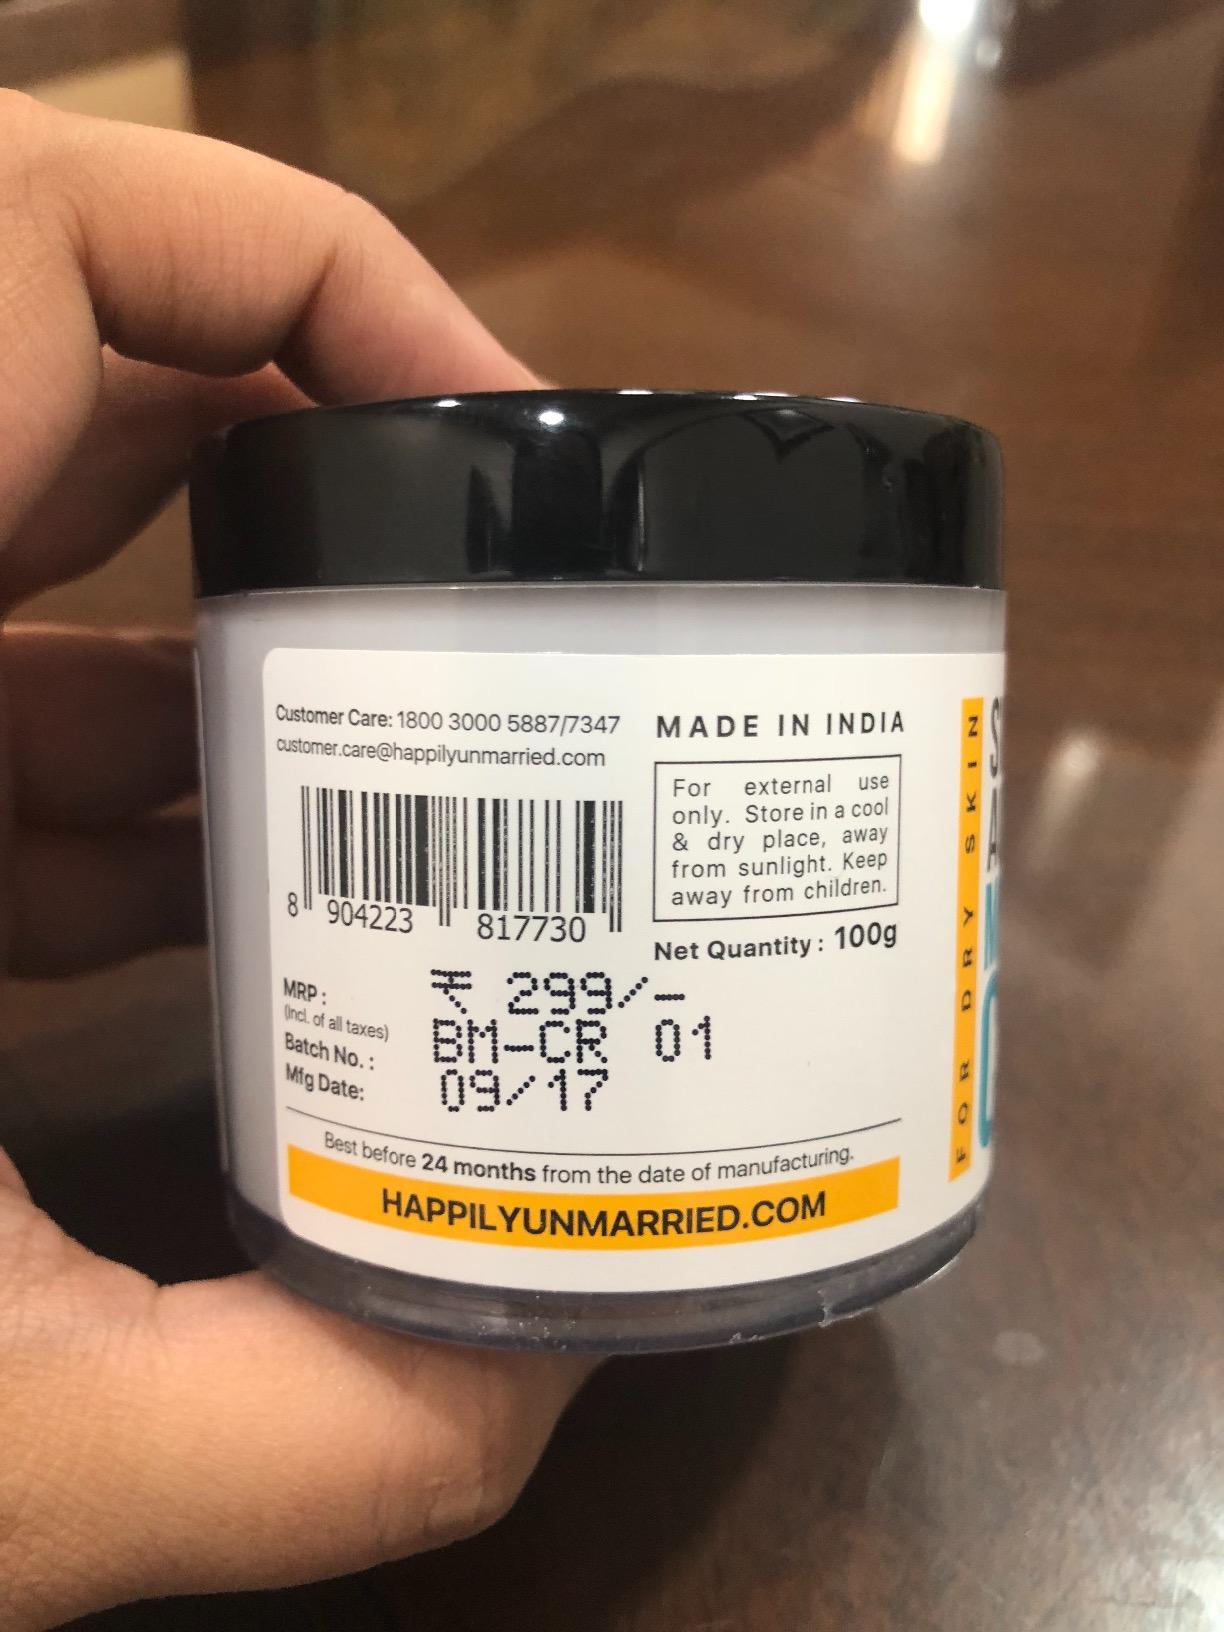 Customer Care: 1800 3000 5887/7347
customer.care@happilyunmarried.com
8 904223 817730
MADE IN INDIA
For external use
only. Store in a cool
& dry place, away
from sunlight. Keep
away from children.
Net Quantity : 100g
MRP : ₹ 299/-
(Incl. of all taxes)
Batch No. : BM-CR 01
Mfg Date: 09/17
Best before 24 months from the date of manufacturing.
HAPPILYUNMARRIED.COM
FOR DRY SKIN